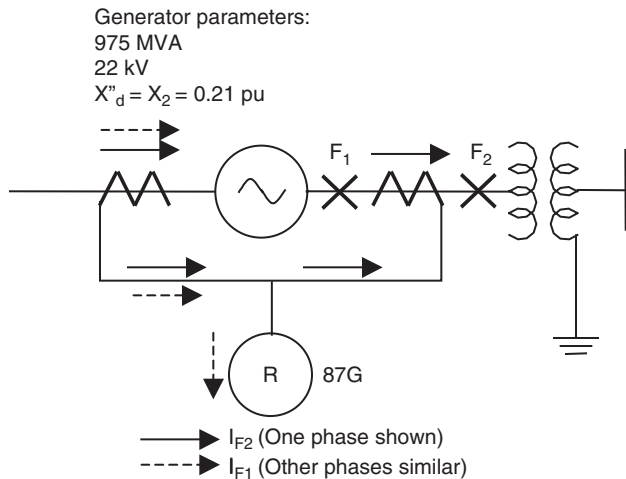 Generator parameters:
975 MVA
22 kV
X"d = X2 = 0.21 pu
F1
F2
R
87G
IF2 (One phase shown)
IF1 (Other phases similar)